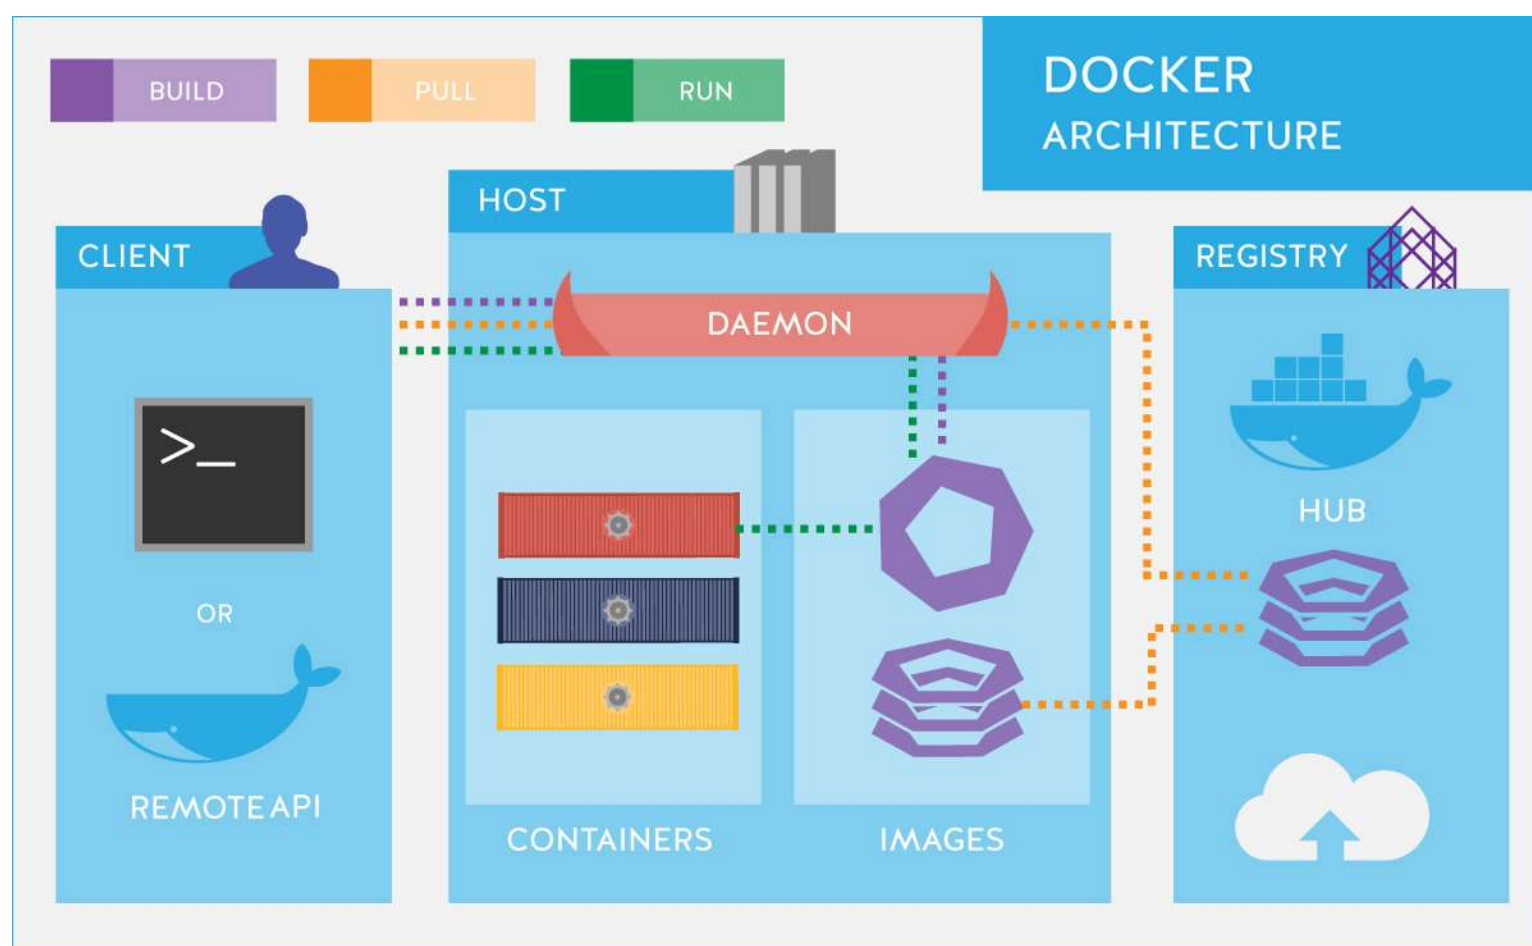 BUILD
PULL
RUN
DOCKER
ARCHITECTURE
CLIENT
>_
OR
REMOTE API
HOST
DAEMON
CONTAINERS
IMAGES
REGISTRY
HUB